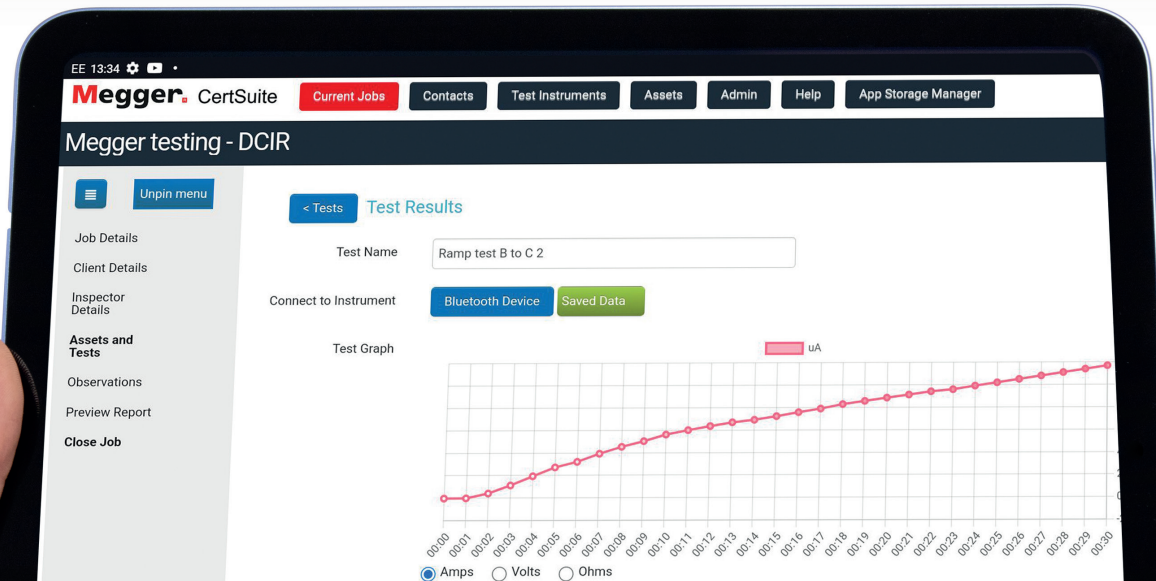 EE 13:34
Megger. CertSuite Current Jobs Contacts Test Instruments Assets Admin Help App Storage Manager
Megger testing - DCIR
Unpin menu
< Tests Test Results
Job Details
Test Name Ramp test B to C 2
Client Details
Inspector
Details
Connect to Instrument Bluetooth Device Saved Data
Assets and
Tests
Test Graph uA
Observations
Preview Report
Close Job
2
0
00:00 00:01 00:02 00:03 00:04 00:05 00:06 00:07 00:08 00:09 00:10 00:11 00:12 00:13 00:14 00:15 00:16 00:17 00:18 00:19 00:20 00:21 00:22 00:23 00:24 00:25 00:26 00:27 00:28 00:29 00:30
Amps Volts Ohms